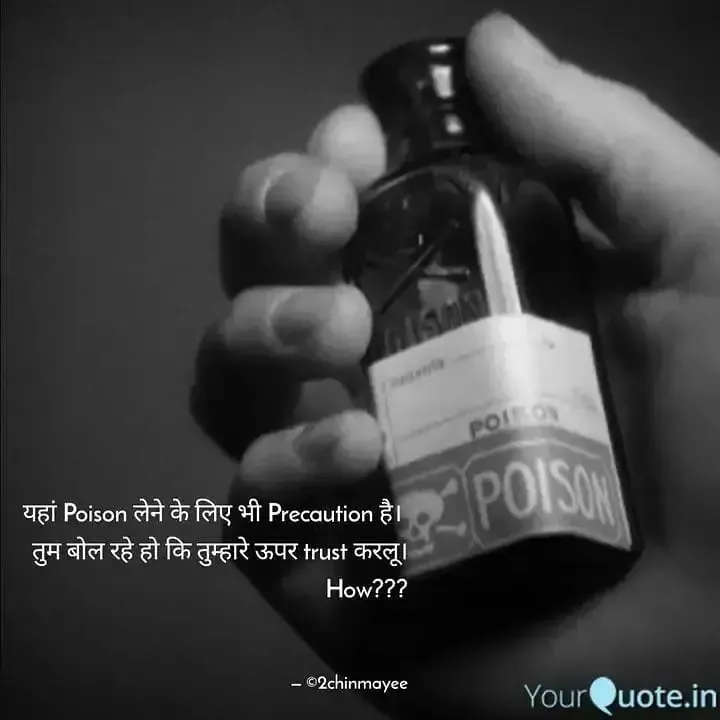 POISON
POISON
यहां Poison लेने के लिए भी Precaution है।
तुम बोल रहे हो कि तुम्हारे ऊपर trust करलू।
How???
– ©2chinmayee
YourQuote.in